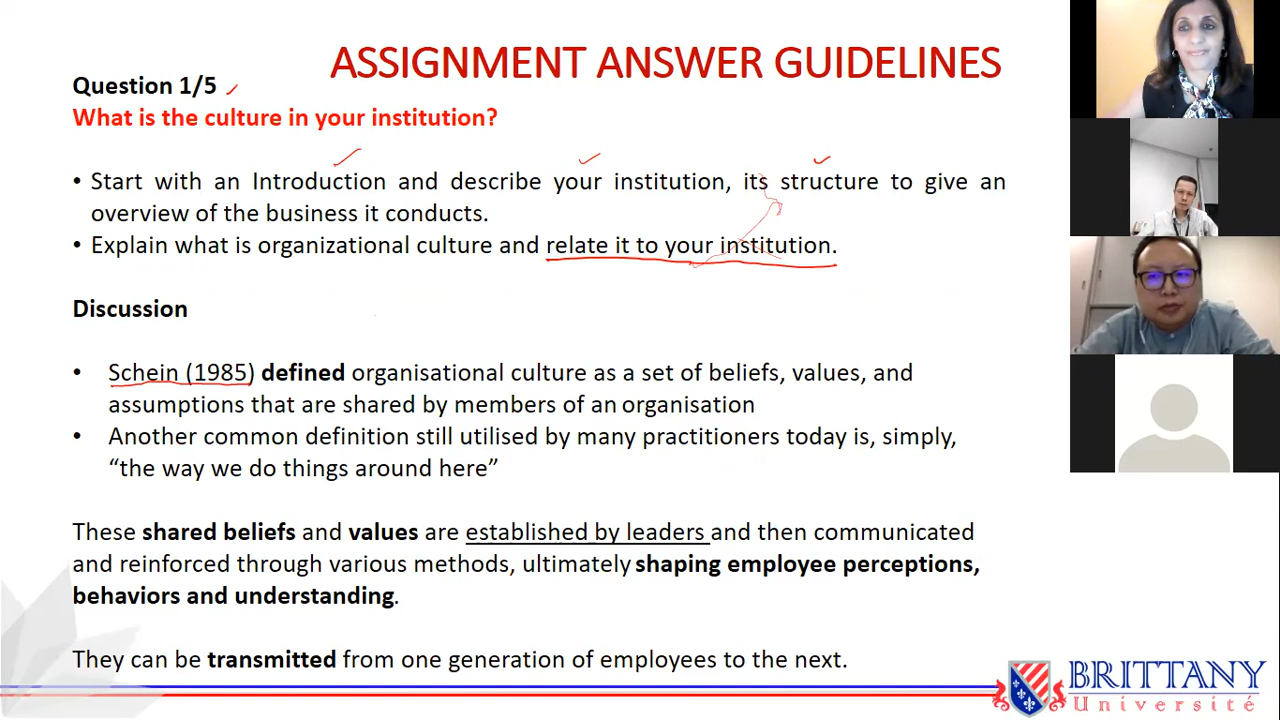 ASSIGNMENT ANSWER GUIDELINES
Question 1/5
What is the culture in your institution?
• Start with an Introduction and describe your institution, its structure to give an
overview of the business it conducts.
• Explain what is organizational culture and relate it to your institution.
Discussion
• Schein (1985) defined organisational culture as a set of beliefs, values, and
assumptions that are shared by members of an organisation
• Another common definition still utilised by many practitioners today is, simply,
“the way we do things around here”
These shared beliefs and values are established by leaders and then communicated
and reinforced through various methods, ultimately shaping employee perceptions,
behaviors and understanding.
They can be transmitted from one generation of employees to the next.
BRITTANY
Université